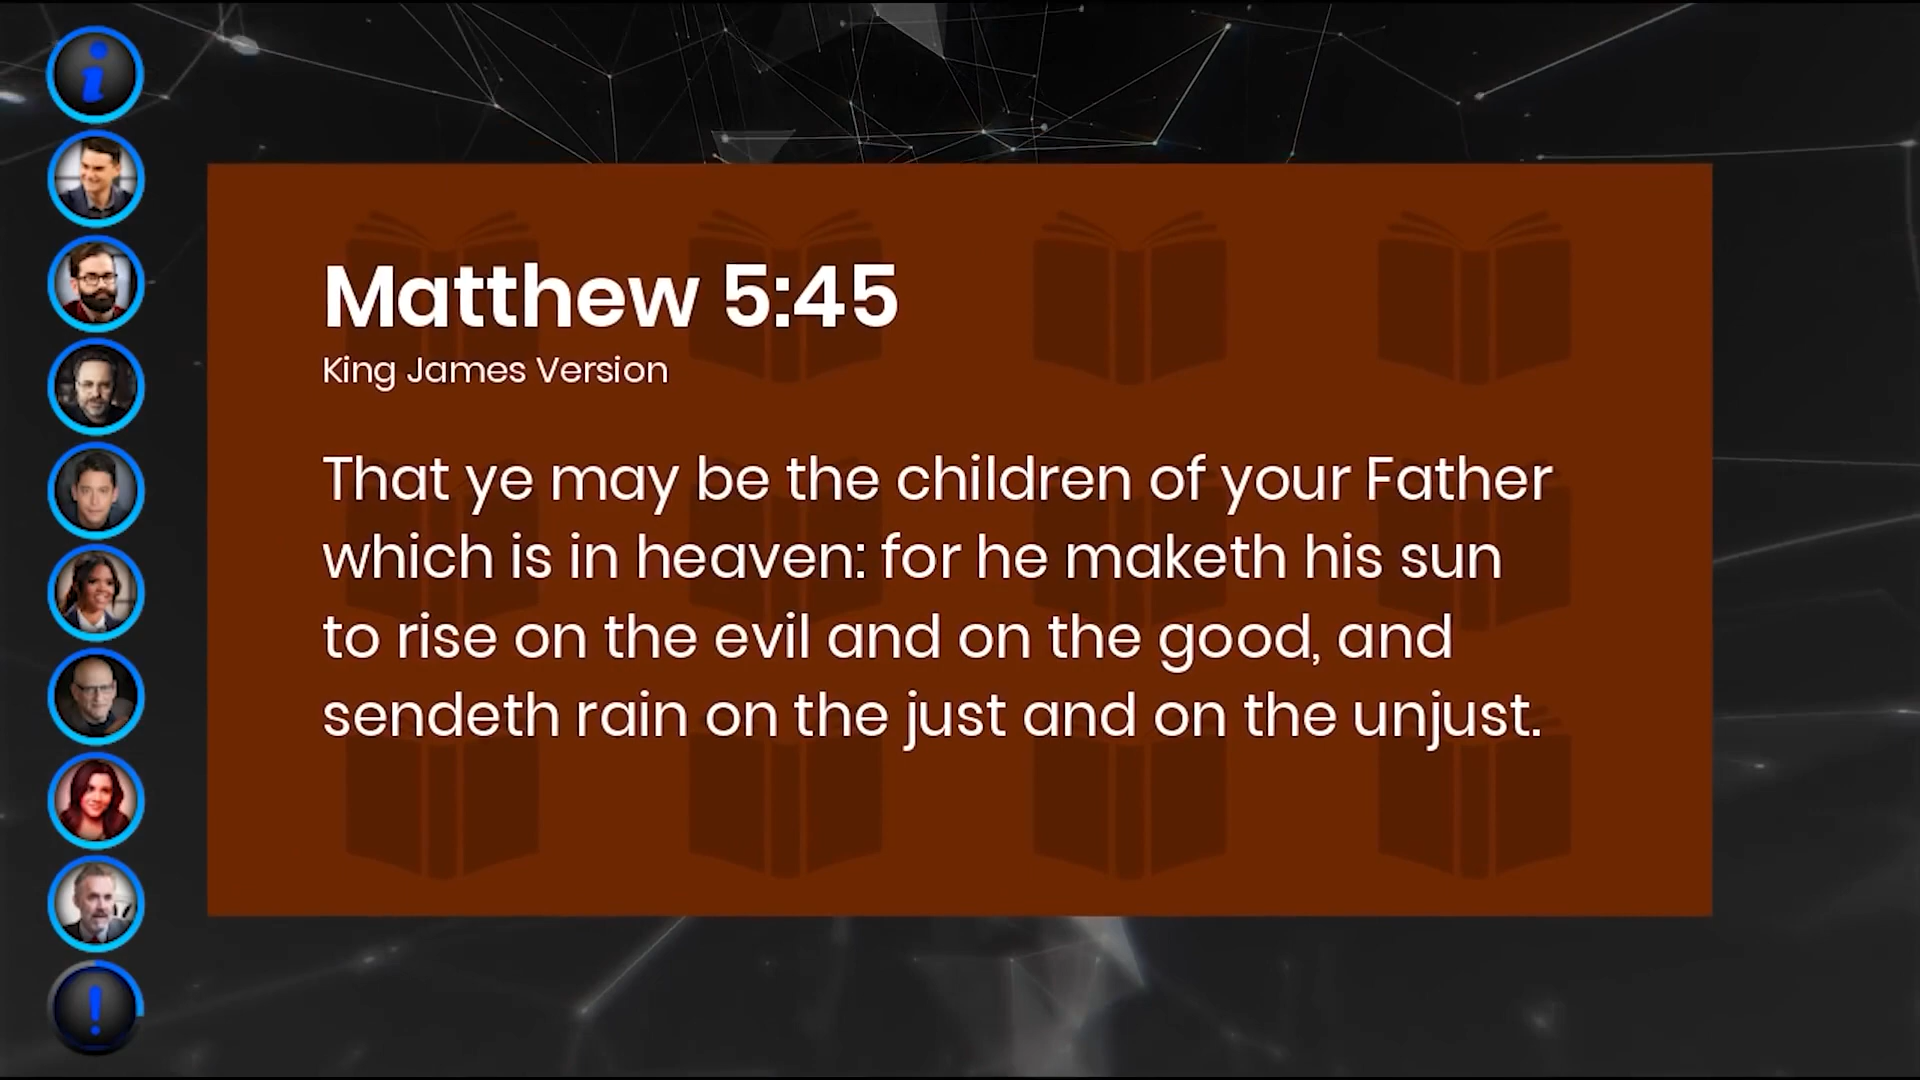 Matthew 5:45
King James Version
That ye may be the children of your Father
which is in heaven: for he maketh his sun
to rise on the evil and on the good, and
sendeth rain on the just and on the unjust.
i
!